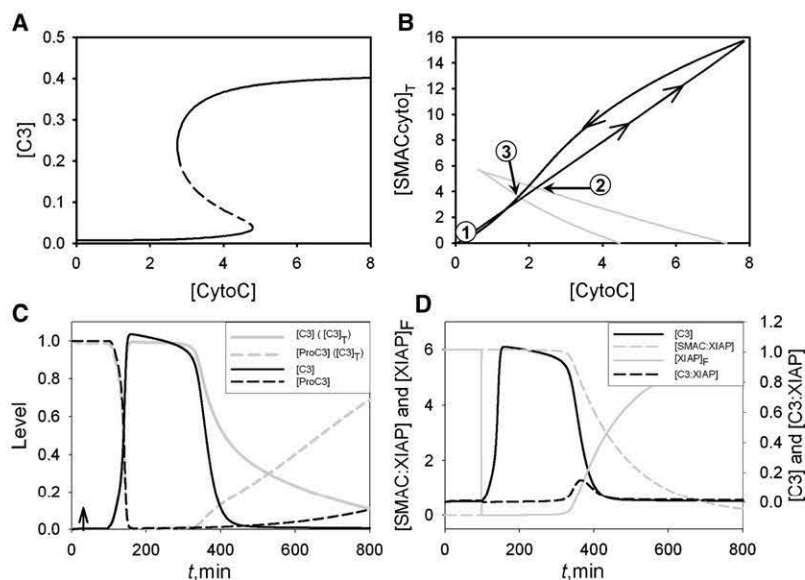 A
0.5
0.4
0.3
0.2
0.1
0.0
[C3]
0 2 4 6 8
[CytoC]
B
16
14
12
10
8
6
4
2
0
[SMACcyto]T
3
2
1
0 2 4 6 8
[CytoC]
C
1.0
0.8
0.6
0.4
0.2
0.0
Level
[C3] ([C3]T)
[ProC3] ([C3]T)
[C3]
[ProC3]
0 200 400 600 800
t,min
D
6
4
2
0
[SMAC:XIAP] and [XIAP]F
[C3]
[SMAC:XIAP]
[XIAP]F
[C3:XIAP]
1.2
1.0
0.8
0.6
0.4
0.2
0.0
[C3] and [C3:XIAP]
0 200 400 600 800
t,min